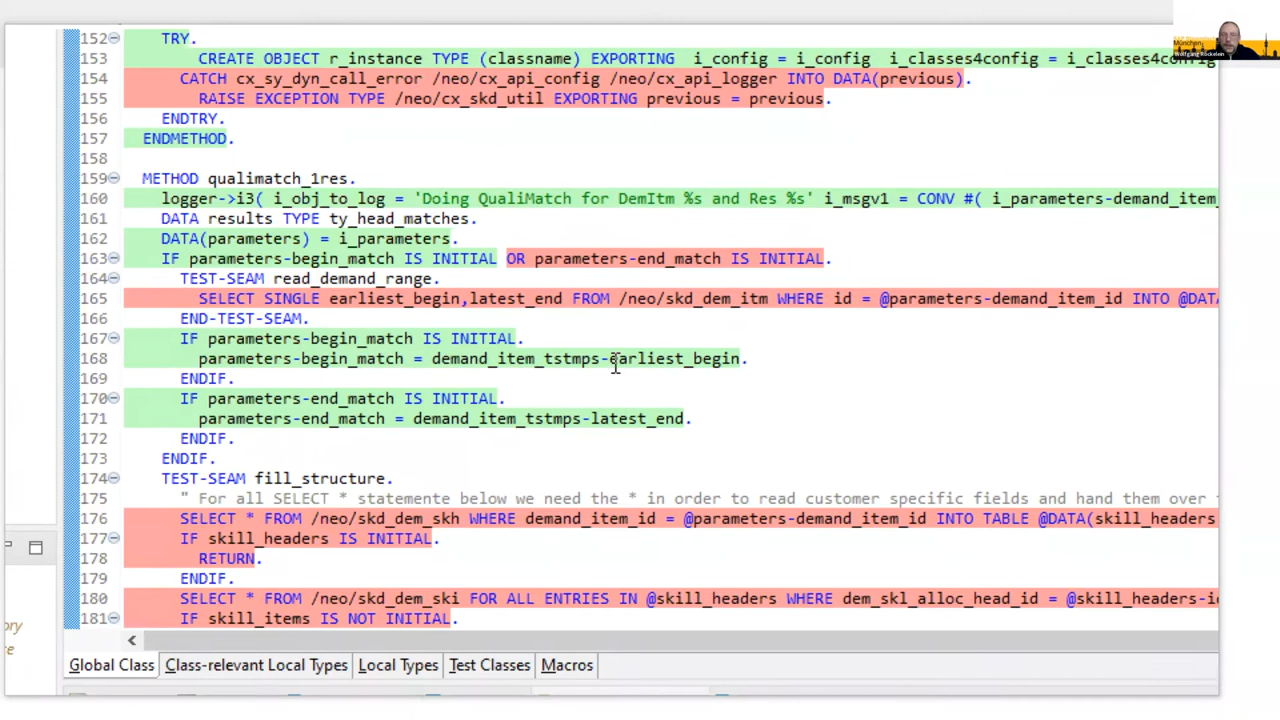 München
Wolfgang Röckelein
152 TRY.
153 CREATE OBJECT r_instance TYPE (classname) EXPORTING i_config = i_config i_classes4config = i_classes4config
154 CATCH cx_sy_dyn_call_error /neo/cx_api_config /neo/cx_api_logger INTO DATA(previous).
155 RAISE EXCEPTION TYPE /neo/cx_skd_util EXPORTING previous = previous.
156 ENDTRY.
157 ENDMETHOD.
158
159 METHOD qualimatch_1res.
160 logger->i3( i_obj_to_log = 'Doing QualiMatch for DemItm %s and Res %s' i_msgv1 = CONV #( i_parameters-demand_item_
161 DATA results TYPE ty_head_matches.
162 DATA(parameters) = i_parameters.
163 IF parameters-begin_match IS INITIAL OR parameters-end_match IS INITIAL.
164 TEST-SEAM read_demand_range.
165 SELECT SINGLE earliest_begin,latest_end FROM /neo/skd_dem_itm WHERE id = @parameters-demand_item_id INTO @DATA
166 END-TEST-SEAM.
167 IF parameters-begin_match IS INITIAL.
168 parameters-begin_match = demand_item_tstmps-earliest_begin.
169 ENDIF.
170 IF parameters-end_match IS INITIAL.
171 parameters-end_match = demand_item_tstmps-latest_end.
172 ENDIF.
173 ENDIF.
174 TEST-SEAM fill_structure.
175 " For all SELECT * statemente below we need the * in order to read customer specific fields and hand them over
176 SELECT * FROM /neo/skd_dem_skh WHERE demand_item_id = @parameters-demand_item_id INTO TABLE @DATA(skill_headers
177 IF skill_headers IS INITIAL.
178 RETURN.
179 ENDIF.
180 SELECT * FROM /neo/skd_dem_ski FOR ALL ENTRIES IN @skill_headers WHERE dem_skl_alloc_head_id = @skill_headers-i
181 IF skill_items IS NOT INITIAL.
ory
e
Global Class Class-relevant Local Types Local Types Test Classes Macros